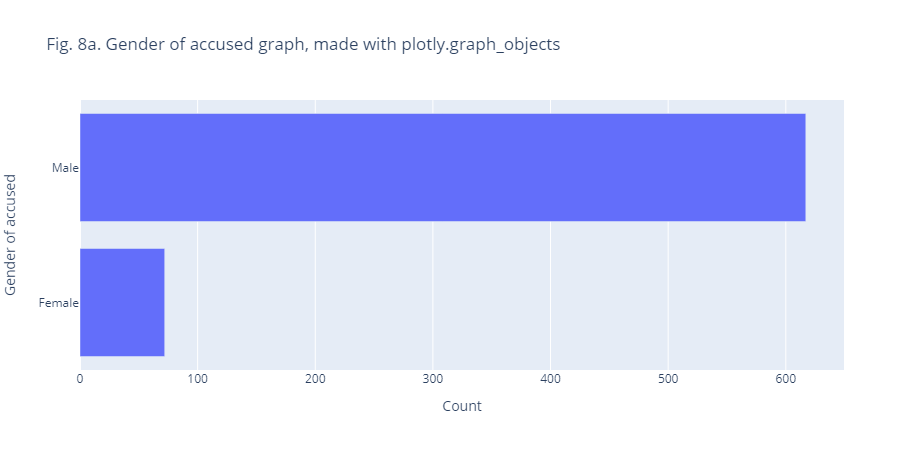 Fig. 8a. Gender of accused graph, made with plotly.graph_objects
Gender of accused
Male
Female
0 100 200 300 400 500 600
Count